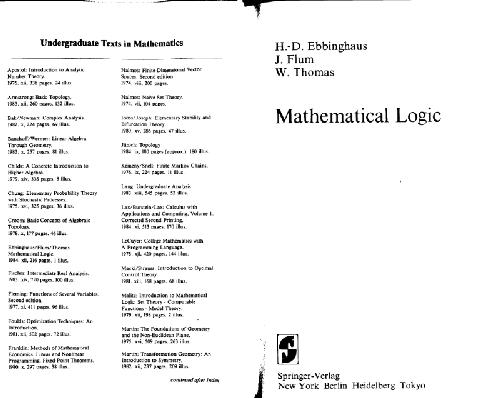 Undergraduate Texts in Mathematics
Apostol: Introduction to Analytic
Number Theory.
1976. xii, 338 pages. 24 illus.
Armstrong: Basic Topology.
1983. xii, 260 pages. 132 illus.
Bak/Newman: Complex Analysis.
Banchoff/Wermer: Linear Algebra
Through Geometry.
1983. x, 257 pages. 81 illus.
Childs: A Concrete Introduction to
Higher Algebra.
1979. xiv, 338 pages. 8 illus.
Chung: Elementary Probability Theory
with Stochastic Processes.
1975. xvi, 325 pages. 36 illus.
Croom: Basic Concepts of Algebraic
Topology.
1978. x, 177 pages. 46 illus.
Ebbinghaus/Flum/Thomas
Mathematical Logic.
1984. xii, 216 pages. 1 illus.
Fischer: Intermediate Real Analysis.
1983. xiv, 770 pages. 100 illus.
Fleming: Functions of Several Variables.
Second edition.
1977. xi, 411 pages. 96 illus.
Foulds: Optimization Techniques: An
Introduction.
1981. xii, 502 pages. 72 illus.
Franklin: Methods of Mathematical
Economics. Linear and Nonlinear
Programming. Fixed-Point Theorems.
1980. x, 297 pages. 38 illus.
Halmos: Finite-Dimensional Vector
Spaces. Second edition.
1974. viii, 200 pages.
Halmos: Naive Set Theory.
1974. vii, 104 pages.
Iooss/Joseph: Elementary Stability and
Bifurcation Theory.
1980. xv, 286 pages. 47 illus.
Jänich: Topology
1984. ix, 180 pages (approx.). 180 illus.
Kemeny/Snell: Finite Markov Chains.
1976. ix, 224 pages. 11 illus.
Lang: Undergraduate Analysis
1983. xiii, 545 pages. 52 illus.
Lax/Burstein/Lax: Calculus with
Applications and Computing, Volume 1.
Corrected Second Printing.
1984. xi, 513 pages. 170 illus.
LeCuyer: College Mathematics with
A Programming Language.
1978. xii, 420 pages. 144 illus.
Macki/Strauss: Introduction to Optimal
Control Theory.
1981. xiii, 168 pages. 68 illus.
Malitz: Introduction to Mathematical
Logic: Set Theory - Computable
Functions - Model Theory.
1979. xii, 198 pages. 2 illus.
Martin: The Foundations of Geometry
and the Non-Euclidean Plane.
1975. xvi, 509 pages. 263 illus.
Martin: Transformation Geometry: An
Introduction to Symmetry.
1982. xii, 237 pages. 209 illus.
continued after Index
H.-D. Ebbinghaus
J. Flum
W. Thomas
Mathematical Logic
Springer-Verlag
New York Berlin Heidelberg Tokyo